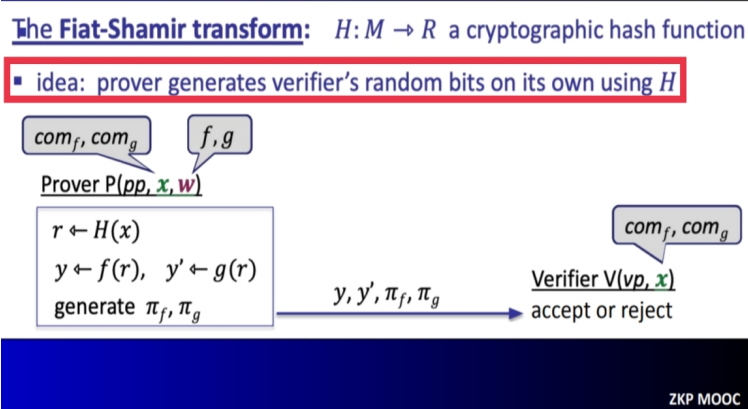 The Fiat-Shamir transform: H: M → R a cryptographic hash function
▪ idea: prover generates verifier's random bits on its own using H
com_f, com_g
f, g
Prover P(pp, x, w)
r ← H(x)
y ← f(r), y' ← g(r)
generate π_f, π_g
y, y', π_f, π_g
com_f, com_g
Verifier V(vp, x)
accept or reject
ZKP MOOC